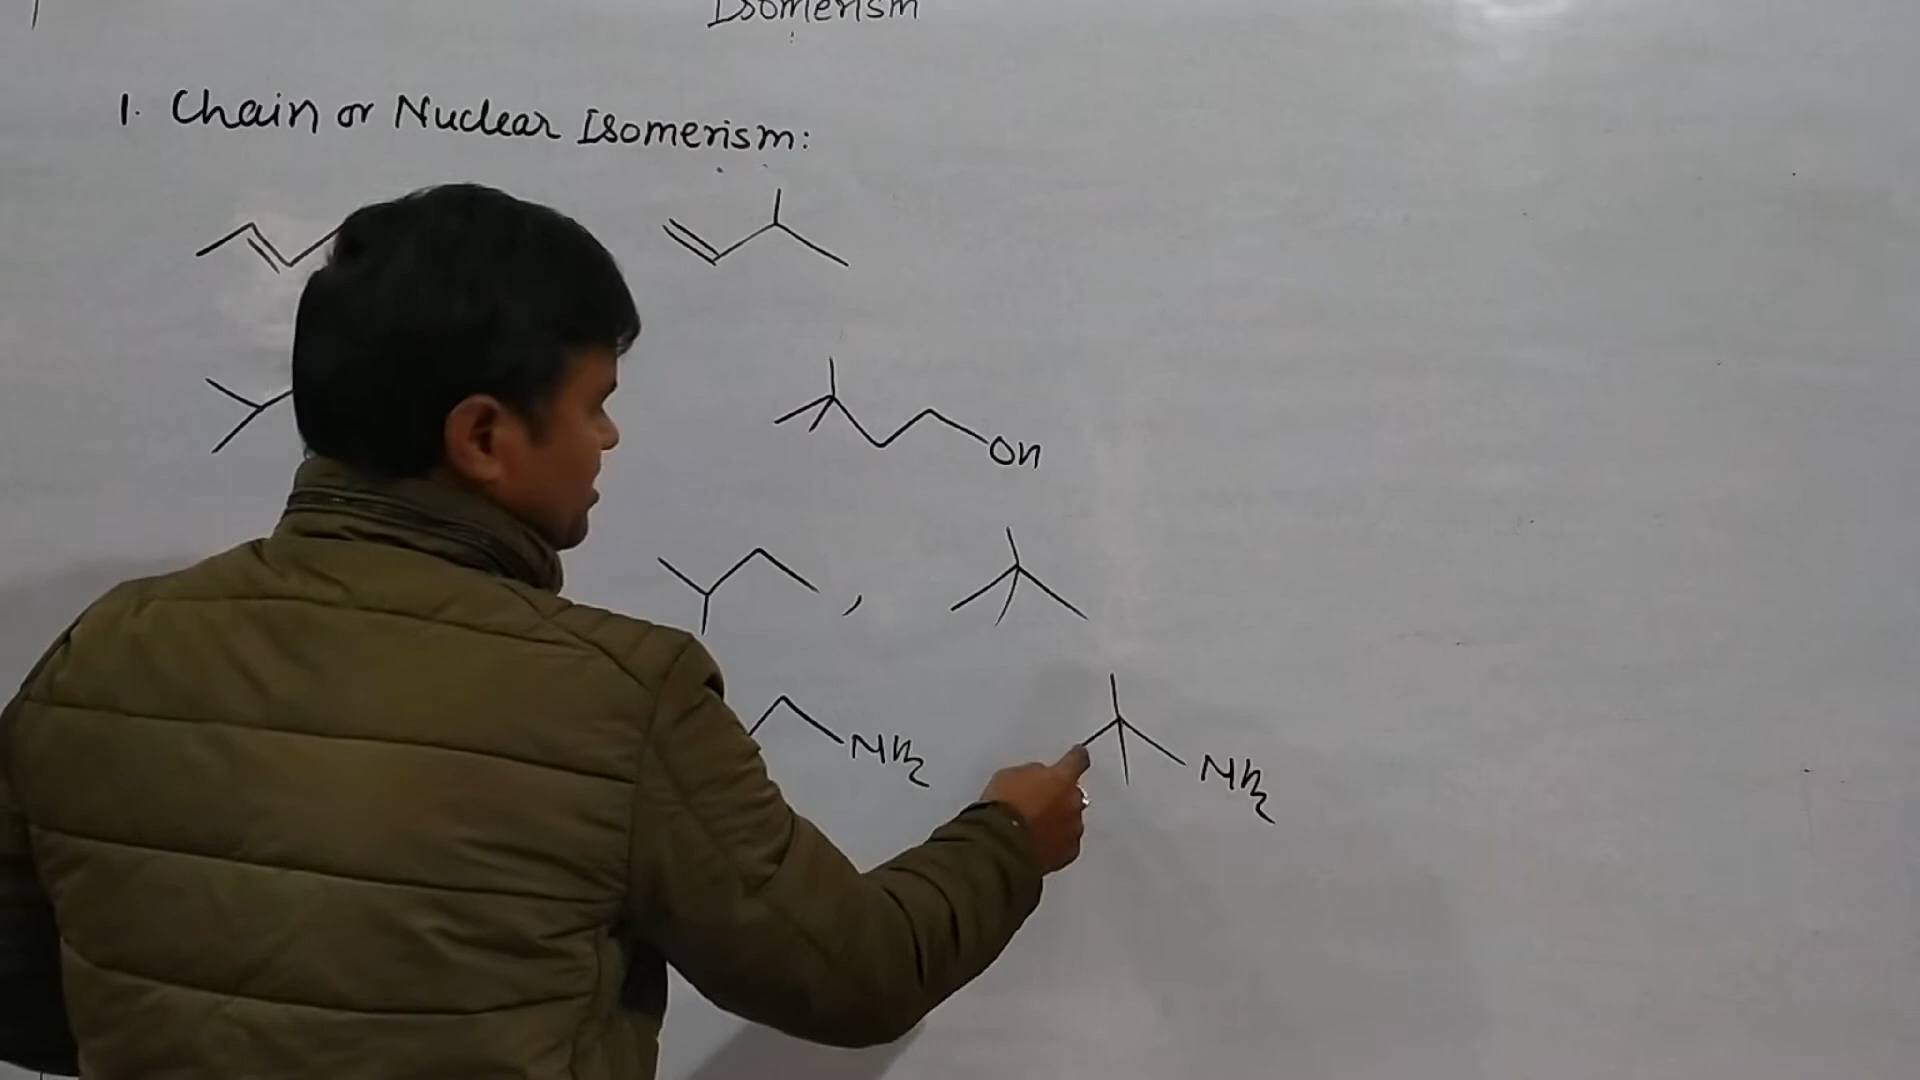 Isomerism
1. Chain or Nuclear Isomerism:
OH
,
NH2
NH2